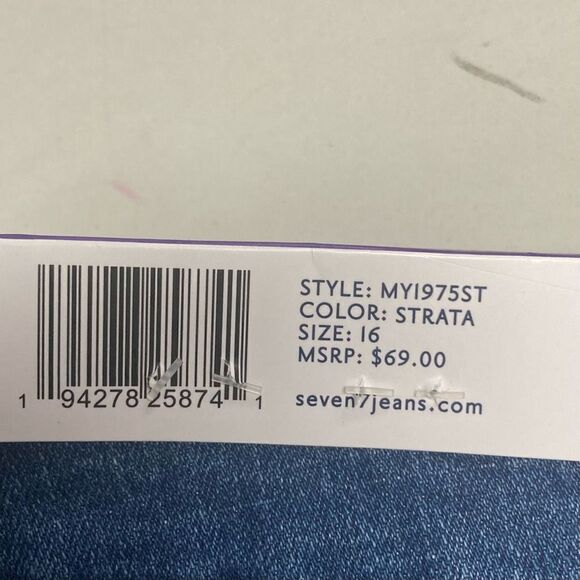 STYLE: MY1975ST
COLOR: STRATA
SIZE: 16
MSRP: $69.00
seven7jeans.com
1 94278 25874 1